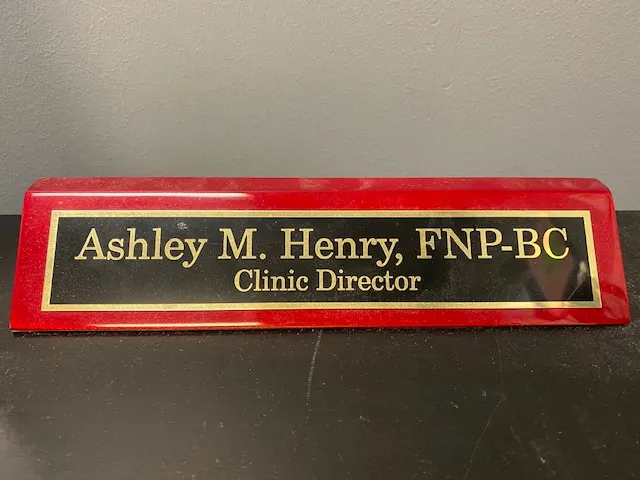 Ashley M. Henry, FNP-BC
Clinic Director